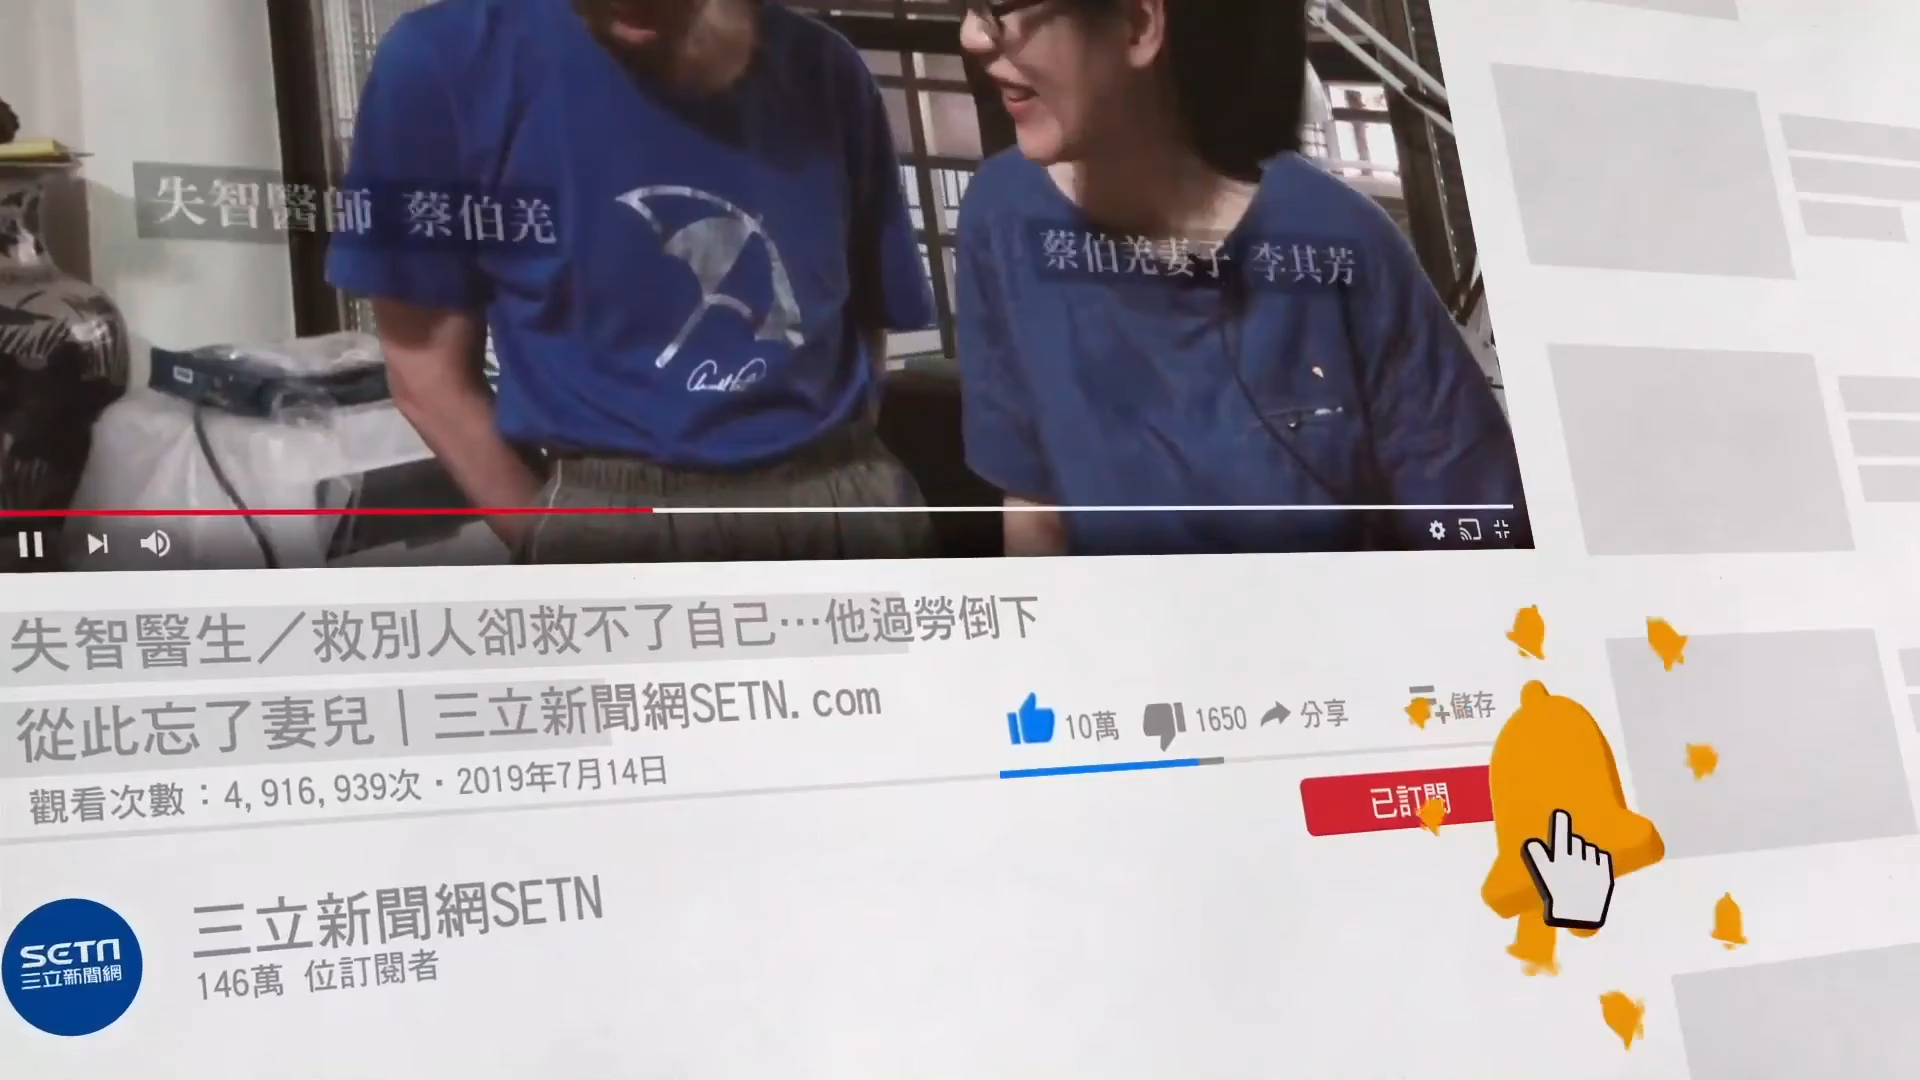 失智醫師 蔡伯羌
蔡伯羌妻子 李其芳
失智醫生／救別人卻救不了自己…他過勞倒下
從此忘了妻兒｜三立新聞網SETN.com
觀看次數：4,916,939次・2019年7月14日
10萬 1650 分享 儲存
已訂閱
三立新聞網SETN
146萬 位訂閱者
SETN
三立新聞網